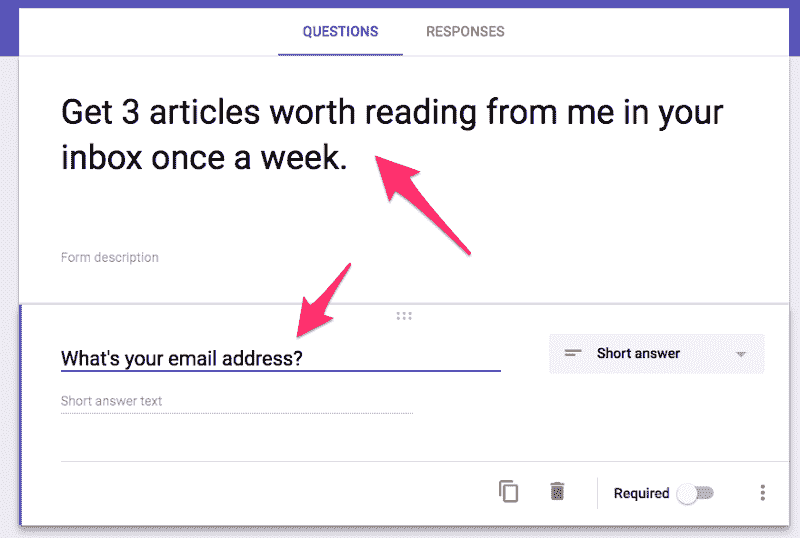 QUESTIONS RESPONSES
Get 3 articles worth reading from me in your
inbox once a week.
Form description
What's your email address?
Short answer
Short answer text
Required